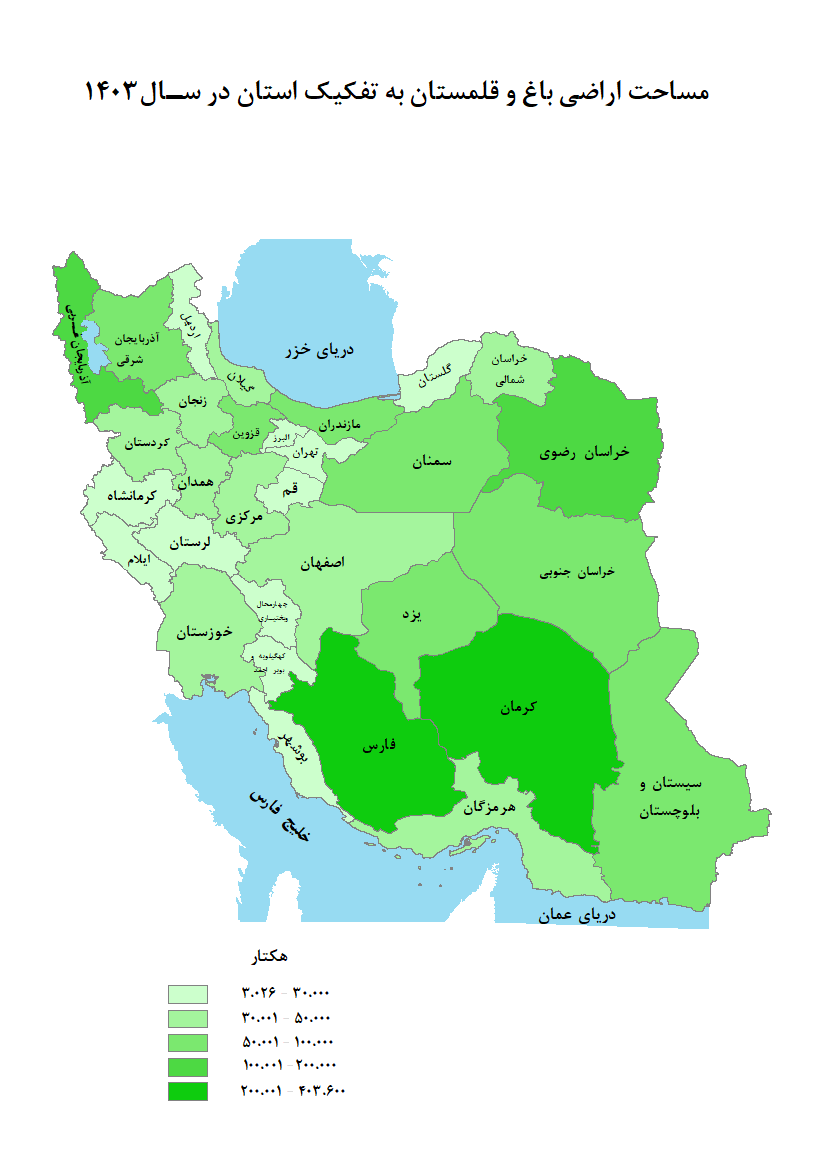 مساحت اراضی باغ و قلمستان به تفکیک استان در ســال ۱۴۰۳
دریای خزر
اردبیل
آذربایجان غـربی
آذربایجان
شرقی
گیلان
گلستان
خراسان
شمالی
زنجان
مازندران
قزوین
البرز
تهران
سمنان
خراسان رضوی
کردستان
همدان
قم
کرمانشاه
مرکزی
لرستان
ایلام
اصفهان
خراسان جنوبی
چهارمحال
وبختیاری
یزد
خوزستان
کهگیلویه و
بویر احمد
کرمان
بوشهر
فارس
سیستان و
بلوچستان
هرمزگان
خلیج فارس
دریای عمان
هکتار
۳.۰۲۶ - ۳۰.۰۰۰
۳۰.۰۰۱ - ۵۰.۰۰۰
۵۰.۰۰۱ - ۱۰۰.۰۰۰
۱۰۰.۰۰۱ - ۲۰۰.۰۰۰
۲۰۰.۰۰۱ - ۴۰۳.۶۰۰